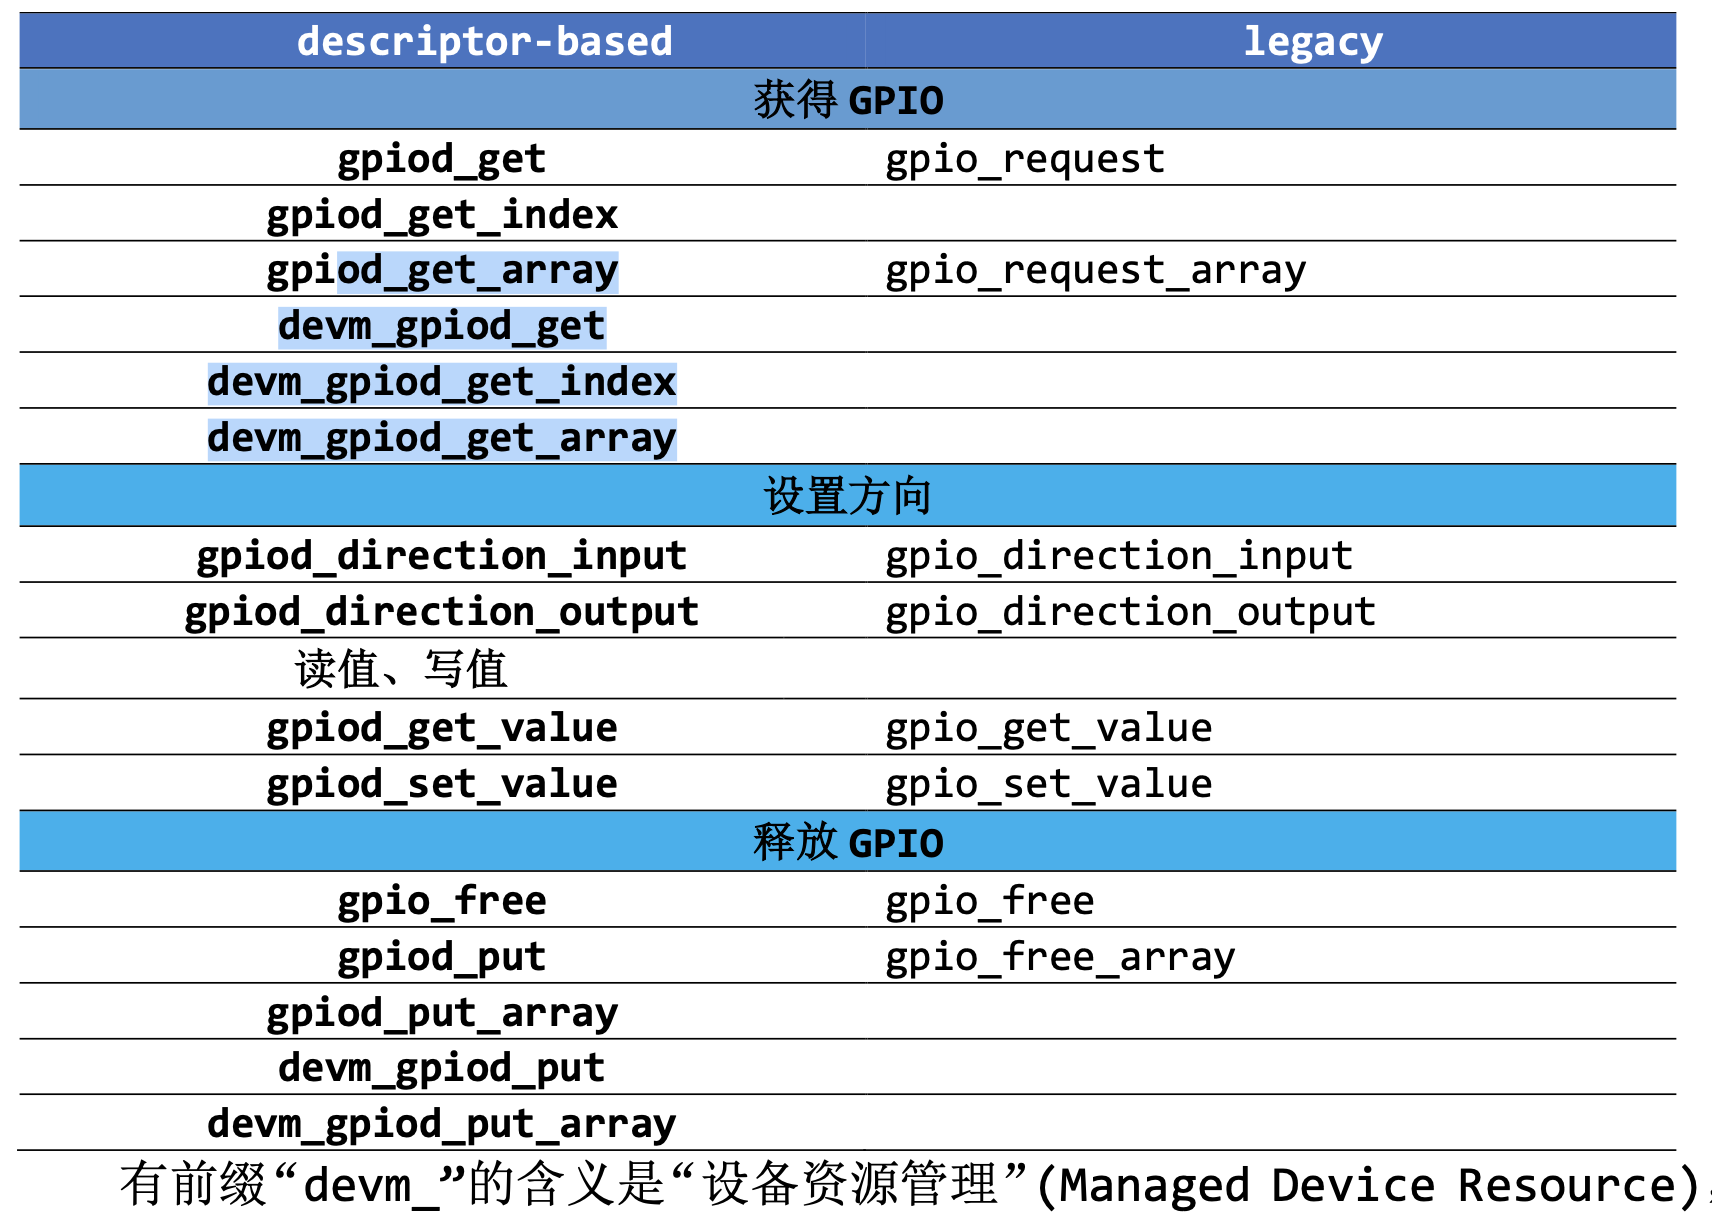 descriptor-based legacy
获得 GPIO
gpiod_get gpio_request
gpiod_get_index
gpiod_get_array gpio_request_array
devm_gpiod_get
devm_gpiod_get_index
devm_gpiod_get_array
设置方向
gpiod_direction_input gpio_direction_input
gpiod_direction_output gpio_direction_output
读值、写值
gpiod_get_value gpio_get_value
gpiod_set_value gpio_set_value
释放 GPIO
gpio_free gpio_free
gpiod_put gpio_free_array
gpiod_put_array
devm_gpiod_put
devm_gpiod_put_array
有前缀“devm_”的含义是“设备资源管理”(Managed Device Resource),